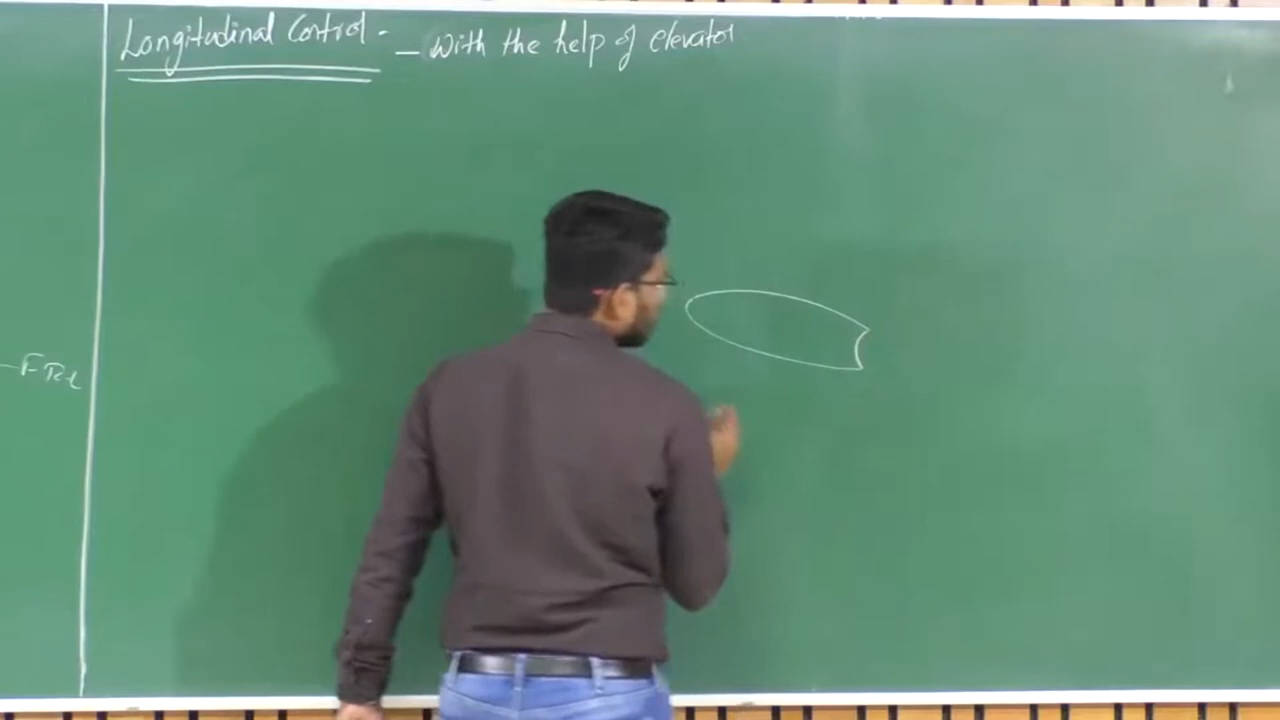 Longitudinal Control - — With the help of elevator